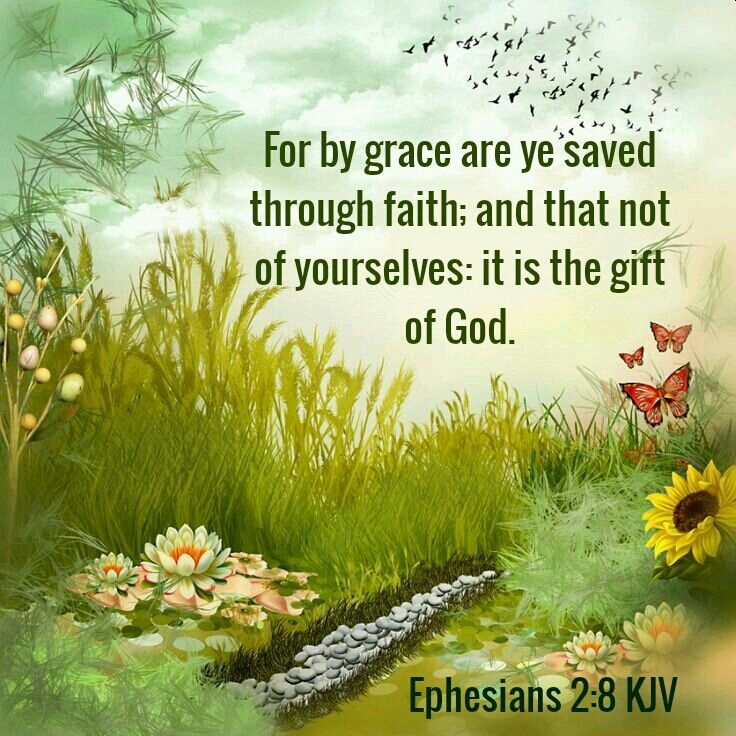 For by grace are ye saved
through faith; and that not
of yourselves: it is the gift
of God.
Ephesians 2:8 KJV